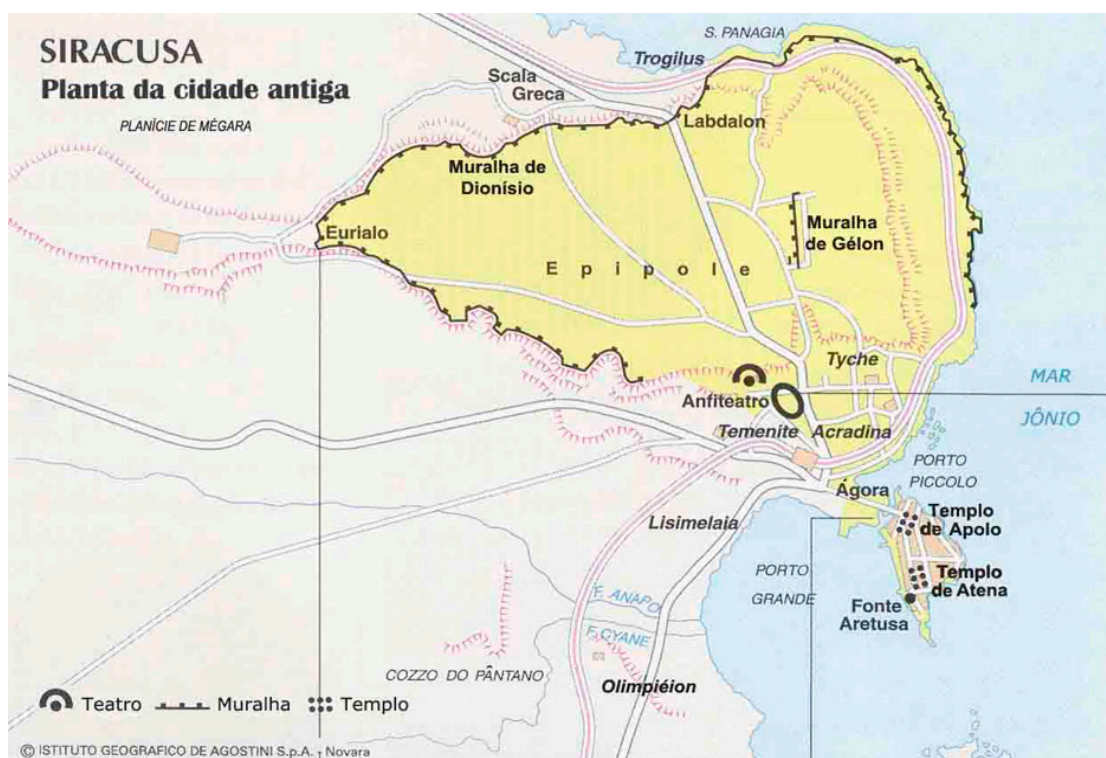 SIRACUSA
Planta da cidade antiga
PLANÍCIE DE MÉGARA
S. PANAGIA
Trogilus
Scala
Greca
Labdalon
Muralha de
Dionísio
Muralha
de Gélon
Eurialo
Epipole
Tyche
MAR
JÔNIO
Anfiteatro
Temenite
Acradina
PORTO
PICCOLO
Ágora
Templo
de Apolo
Lisimelaia
PORTO
GRANDE
Templo
de Atena
Fonte
Aretusa
F. ANAPO
F. CYANE
COZZO DO PÂNTANO
Olimpiéion
Teatro
Muralha
Templo
© ISTITUTO GEOGRAFICO DE AGOSTINI S.p.A. - Novara